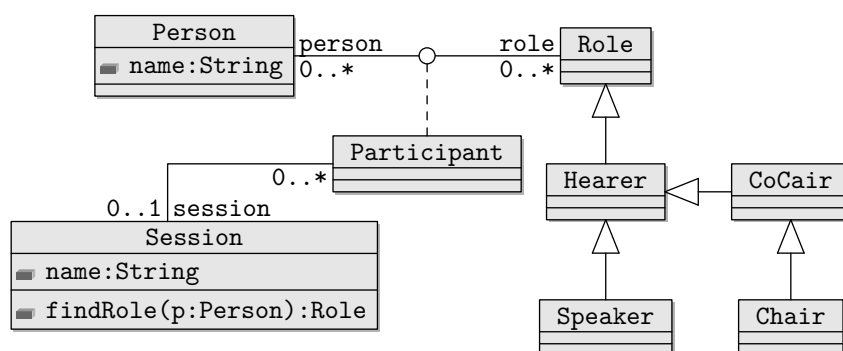 Person
name:String
person
0..*
role
0..*
Role
Participant
0..*
0..1 session
Session
name:String
findRole(p:Person):Role
Hearer
CoCair
Speaker
Chair